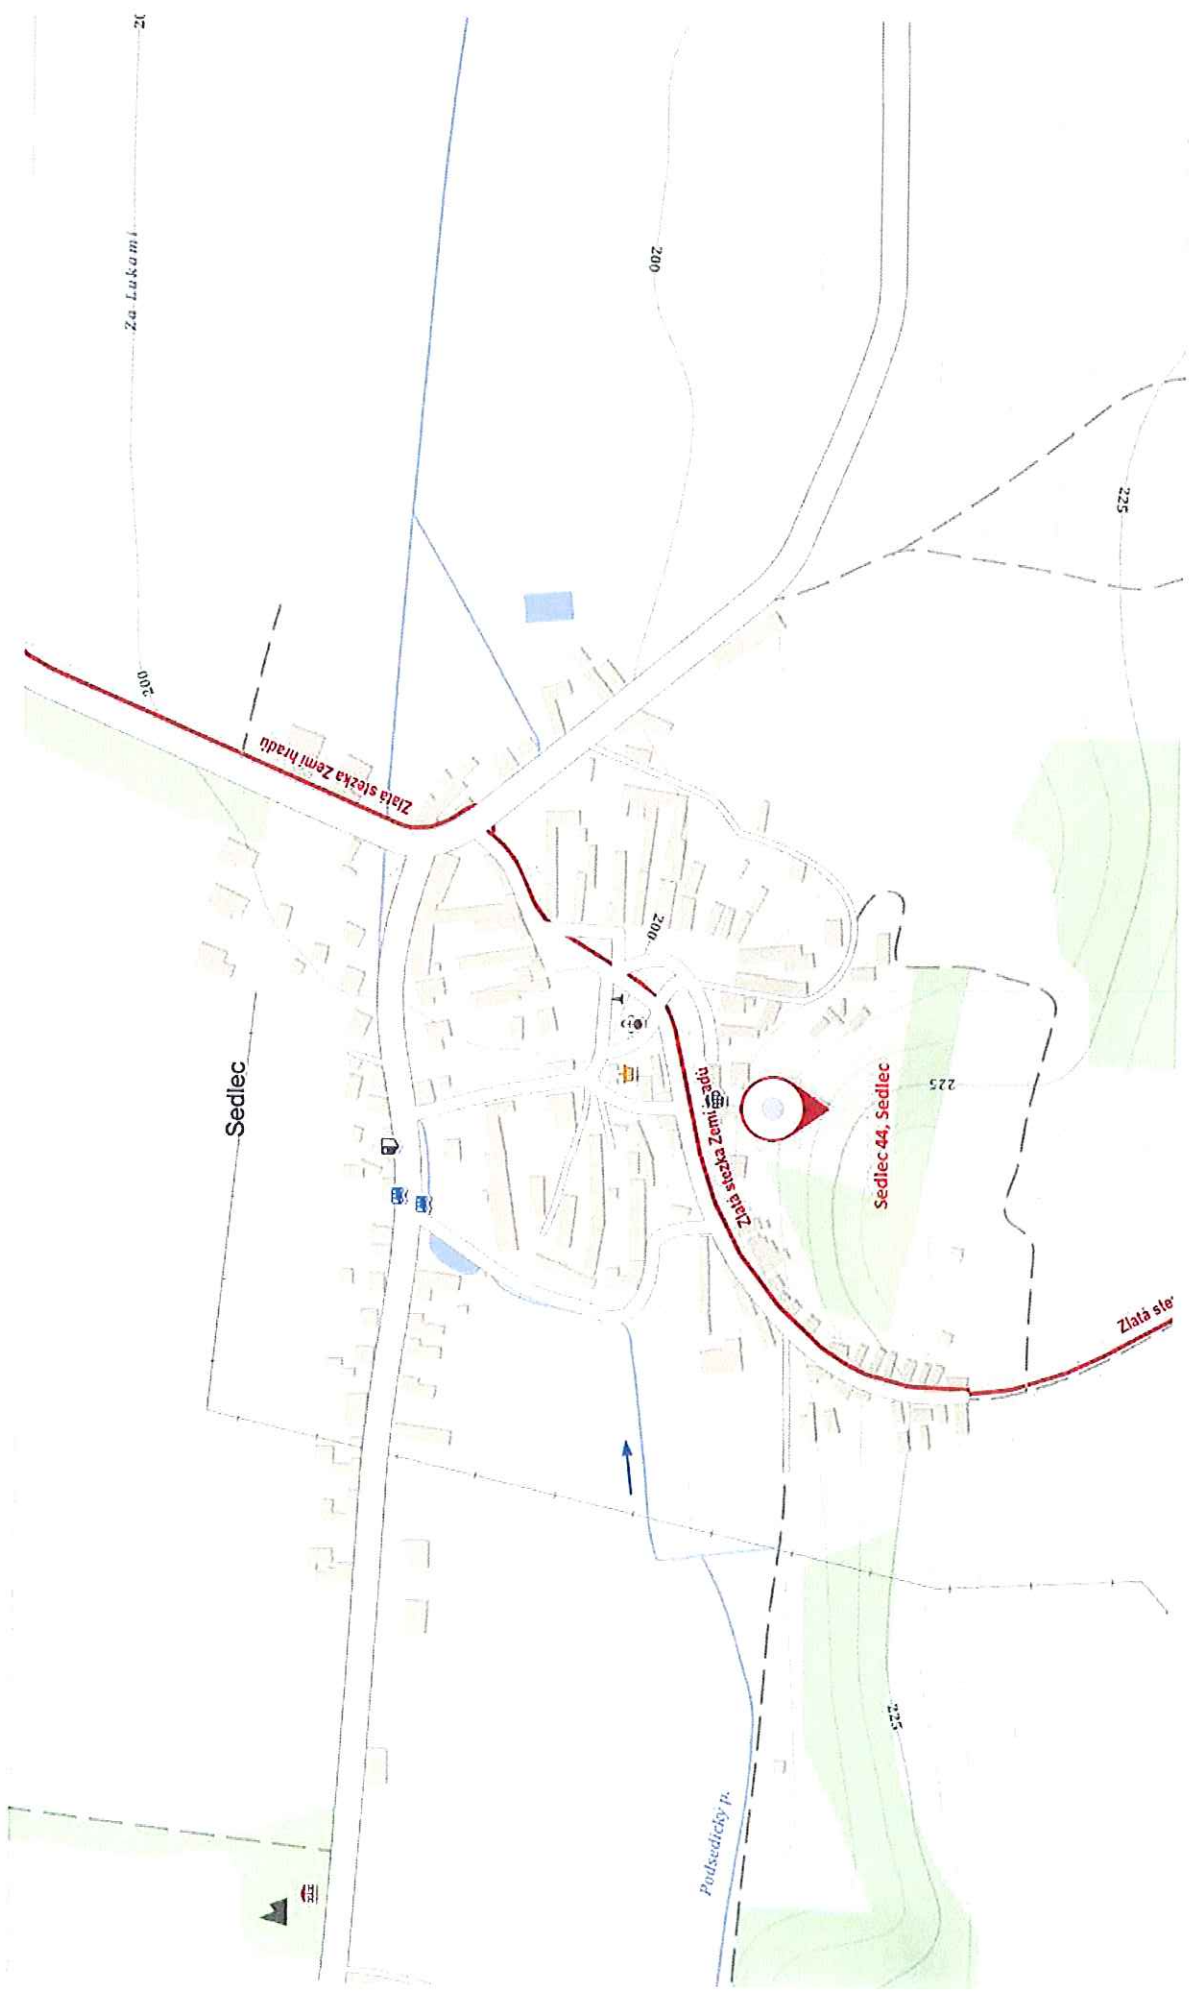 Za Lukami
200
200
225
Zlatá stezka Zemí hradů
Sedlec
200
Zlatá stezka Zemí hradů
225
Sedlec 44, Sedlec
Zlatá ste
225
Podsedický p.